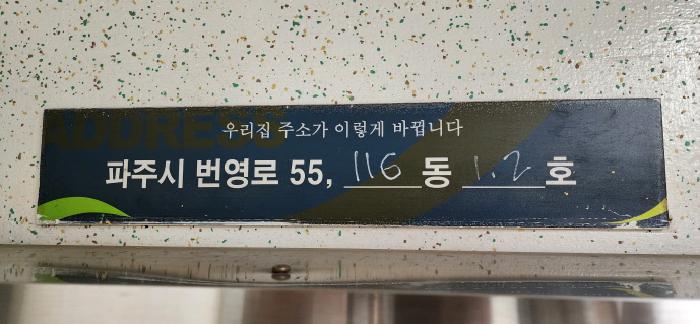 ADDRESS
우리집 주소가 이렇게 바뀝니다
파주시 번영로 55, 116 동 1.2 호